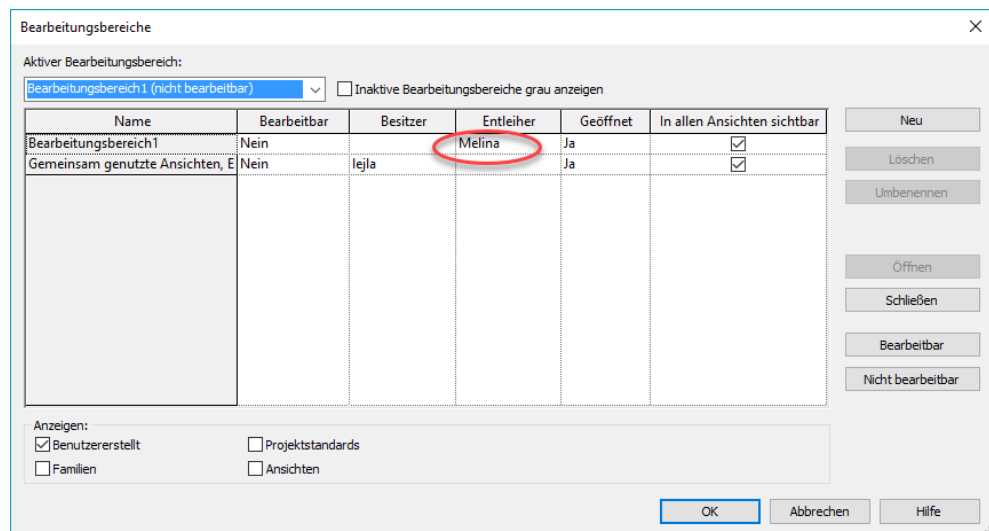 Bearbeitungsbereiche
Aktiver Bearbeitungsbereich:
Bearbeitungsbereich1 (nicht bearbeitbar)
Inaktive Bearbeitungsbereiche grau anzeigen
Name Bearbeitbar Besitzer Entleiher Geöffnet In allen Ansichten sichtbar
Bearbeitungsbereich1 Nein Melina Ja
Gemeinsam genutzte Ansichten, E Nein lejla Ja
Neu
Löschen
Umbenennen
Öffnen
Schließen
Bearbeitbar
Nicht bearbeitbar
Anzeigen:
Benutzererstellt Projektstandards
Familien Ansichten
OK Abbrechen Hilfe